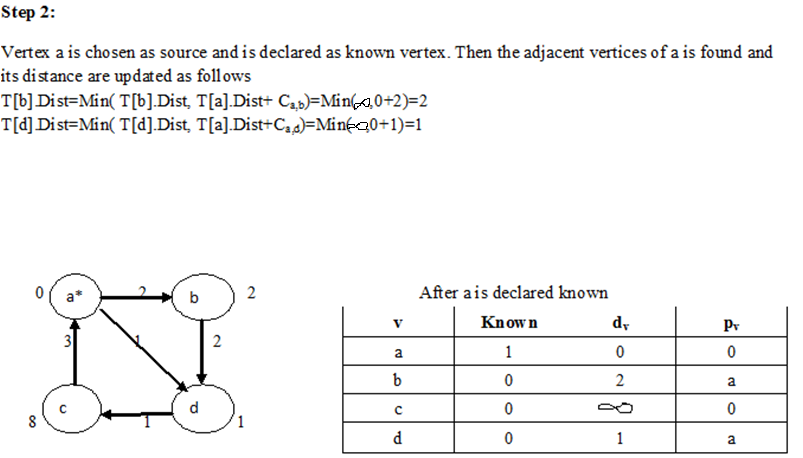 Step 2:
Vertex a is chosen as source and is declared as known vertex. Then the adjacent vertices of a is found and
its distance are updated as follows
T[b].Dist=Min( T[b].Dist, T[a].Dist+ Ca,b)=Min(∞,0+2)=2
T[d].Dist=Min( T[d].Dist, T[a].Dist+Ca,d)=Min(∞,0+1)=1
0 a* 2 b 2
3 1 2
c 1 d
8 1
After a is declared known
v Known dv pv
a 1 0 0
b 0 2 a
c 0 ∞ 0
d 0 1 a